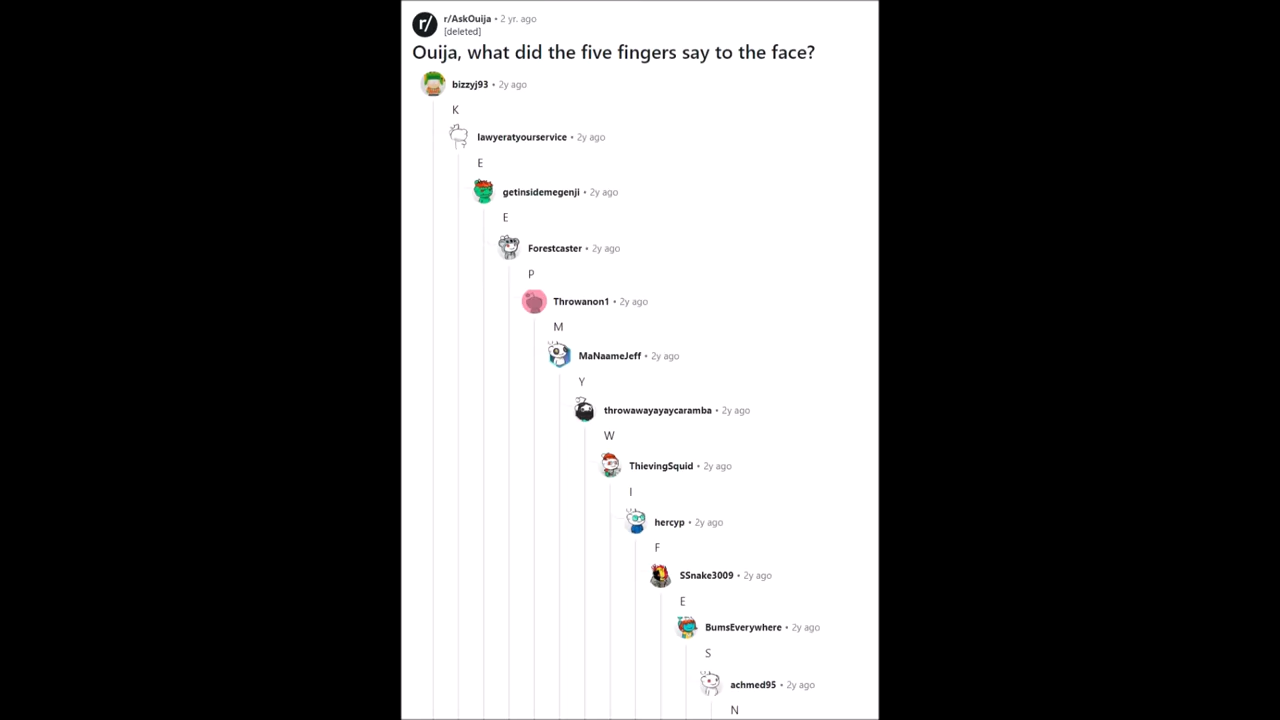 r/AskOuija • 2 yr. ago
[deleted]
Ouija, what did the five fingers say to the face?
bizzyj93 • 2y ago
K
lawyeratyourservice • 2y ago
E
getinsidemegenji • 2y ago
E
Forestcaster • 2y ago
P
Throwanon1 • 2y ago
M
MaNaameJeff • 2y ago
Y
throwawayayaycaramba • 2y ago
W
ThievingSquid • 2y ago
I
hercyp • 2y ago
F
SSnake3009 • 2y ago
E
BumsEverywhere • 2y ago
S
achmed95 • 2y ago
N